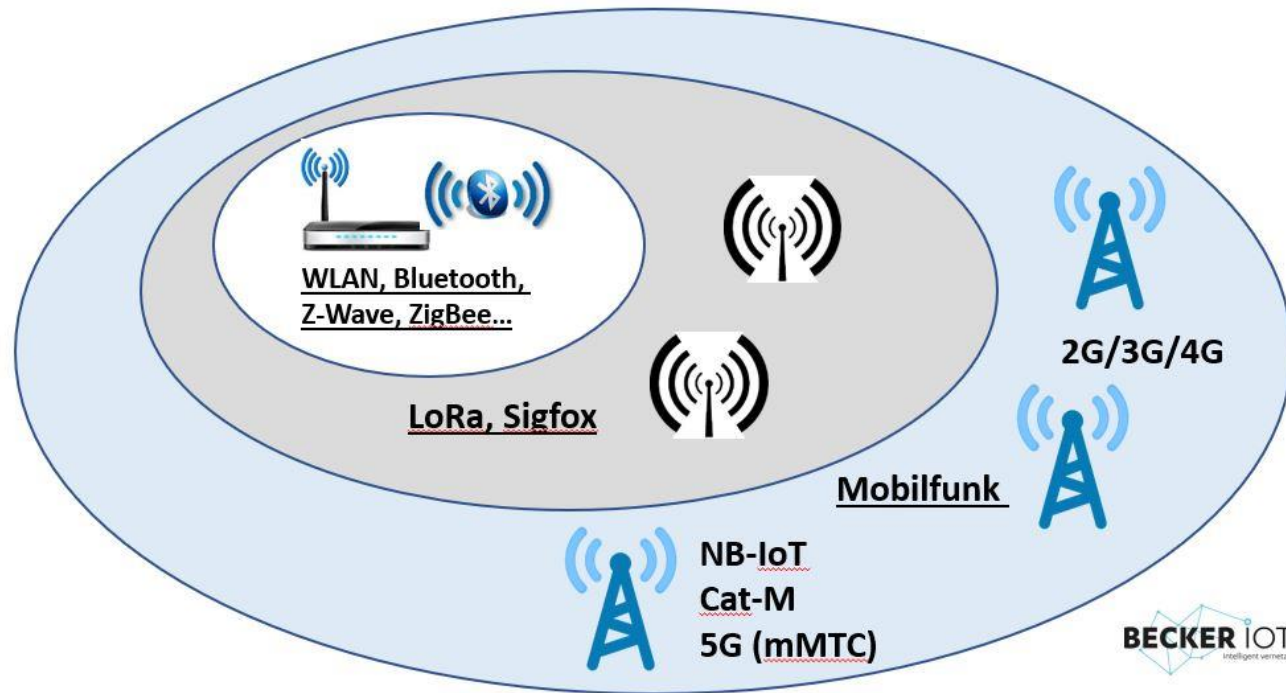 WLAN, Bluetooth,
Z-Wave, ZigBee...
2G/3G/4G
LoRa, Sigfox
Mobilfunk
NB-IoT
Cat-M
5G (mMTC)
BECKER IOT